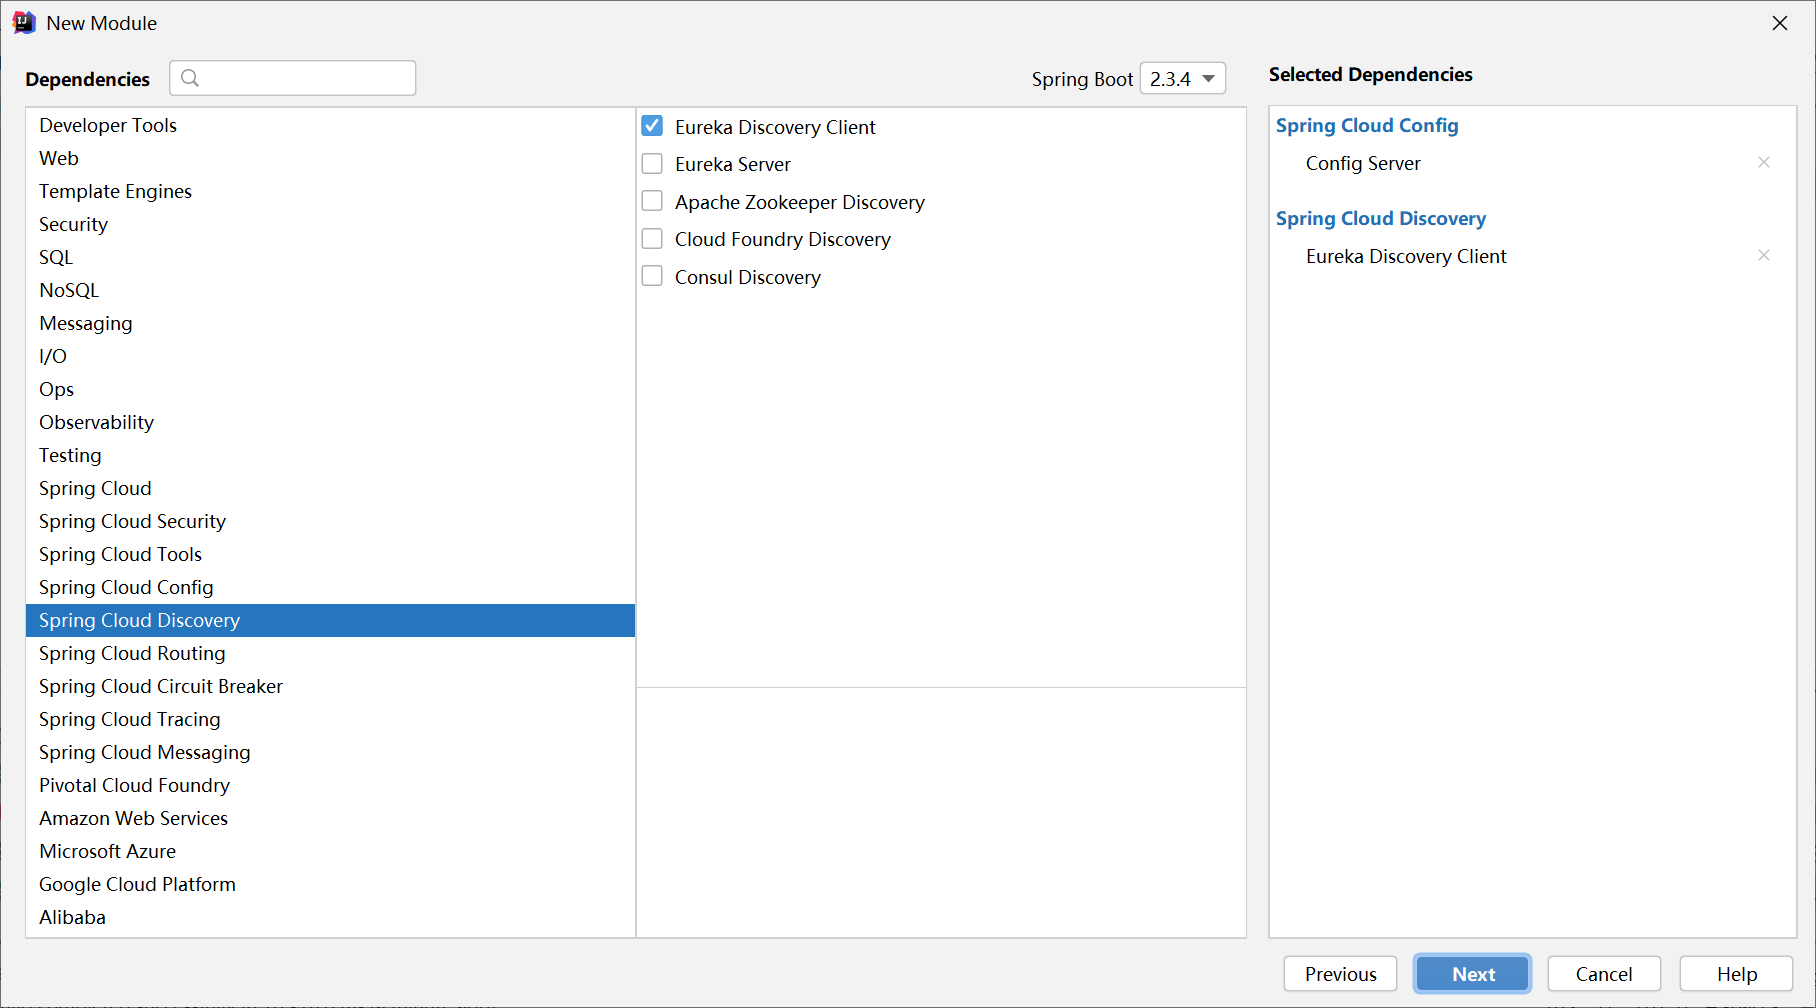 New Module
Dependencies
Spring Boot 2.3.4
Selected Dependencies
Developer Tools
Web
Template Engines
Security
SQL
NoSQL
Messaging
I/O
Ops
Observability
Testing
Spring Cloud
Spring Cloud Security
Spring Cloud Tools
Spring Cloud Config
Spring Cloud Discovery
Spring Cloud Routing
Spring Cloud Circuit Breaker
Spring Cloud Tracing
Spring Cloud Messaging
Pivotal Cloud Foundry
Amazon Web Services
Microsoft Azure
Google Cloud Platform
Alibaba
Eureka Discovery Client
Eureka Server
Apache Zookeeper Discovery
Cloud Foundry Discovery
Consul Discovery
Spring Cloud Config
Config Server
Spring Cloud Discovery
Eureka Discovery Client
Previous
Next
Cancel
Help